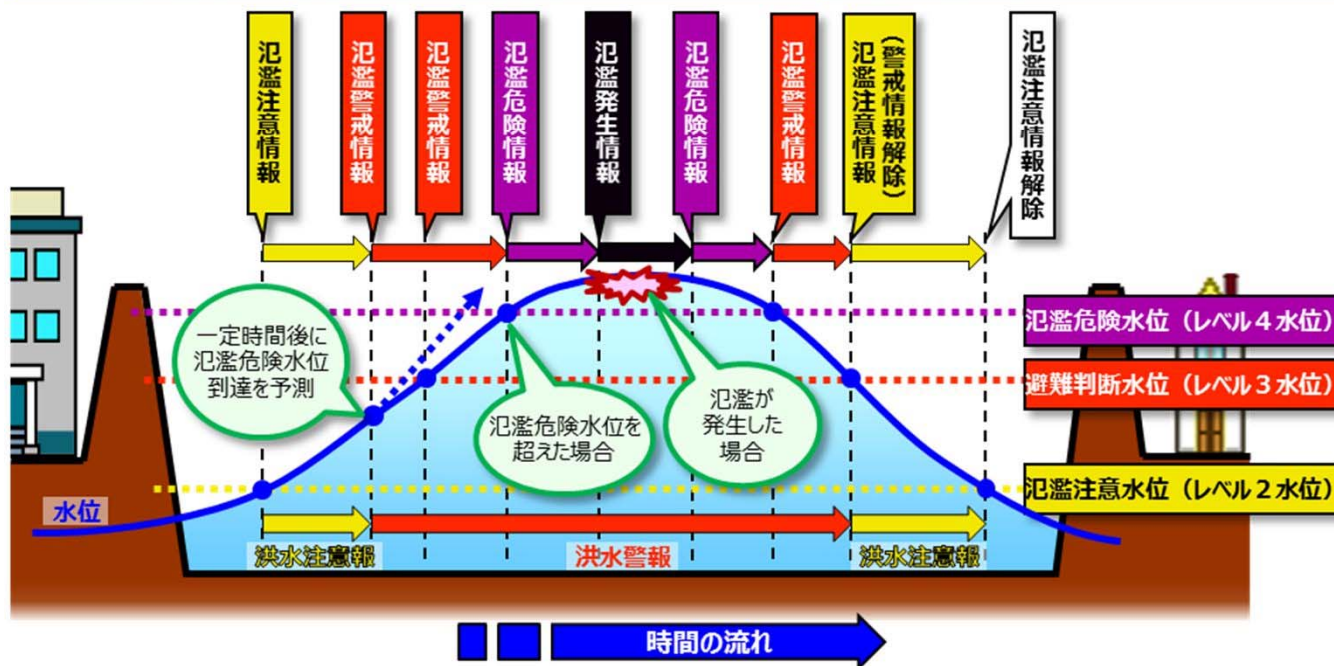 氾濫注意情報
氾濫警戒情報
氾濫警戒情報
氾濫危険情報
氾濫発生情報
氾濫危険情報
氾濫警戒情報
(警戒情報解除)
氾濫注意情報
氾濫注意情報解除
一定時間後に
氾濫危険水位
到達を予測
氾濫危険水位を
超えた場合
氾濫が
発生した
場合
氾濫危険水位(レベル4水位)
避難判断水位(レベル3水位)
氾濫注意水位(レベル2水位)
水位
洪水注意報
洪水警報
洪水注意報
時間の流れ